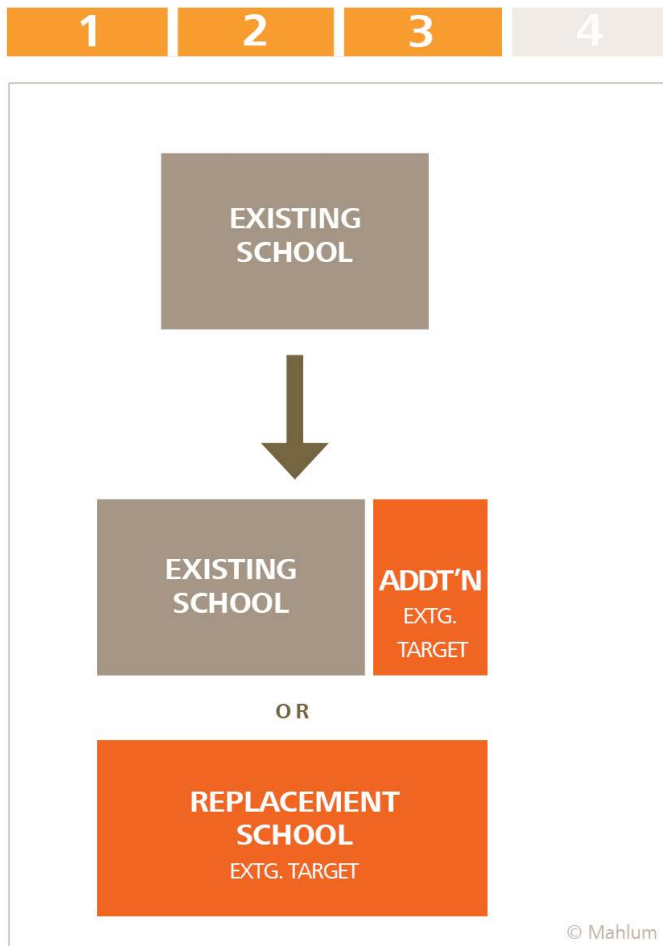 1 2 3 4
EXISTING
SCHOOL
EXISTING
SCHOOL
ADDT'N
EXTG.
TARGET
OR
REPLACEMENT
SCHOOL
EXTG. TARGET
© Mahlum